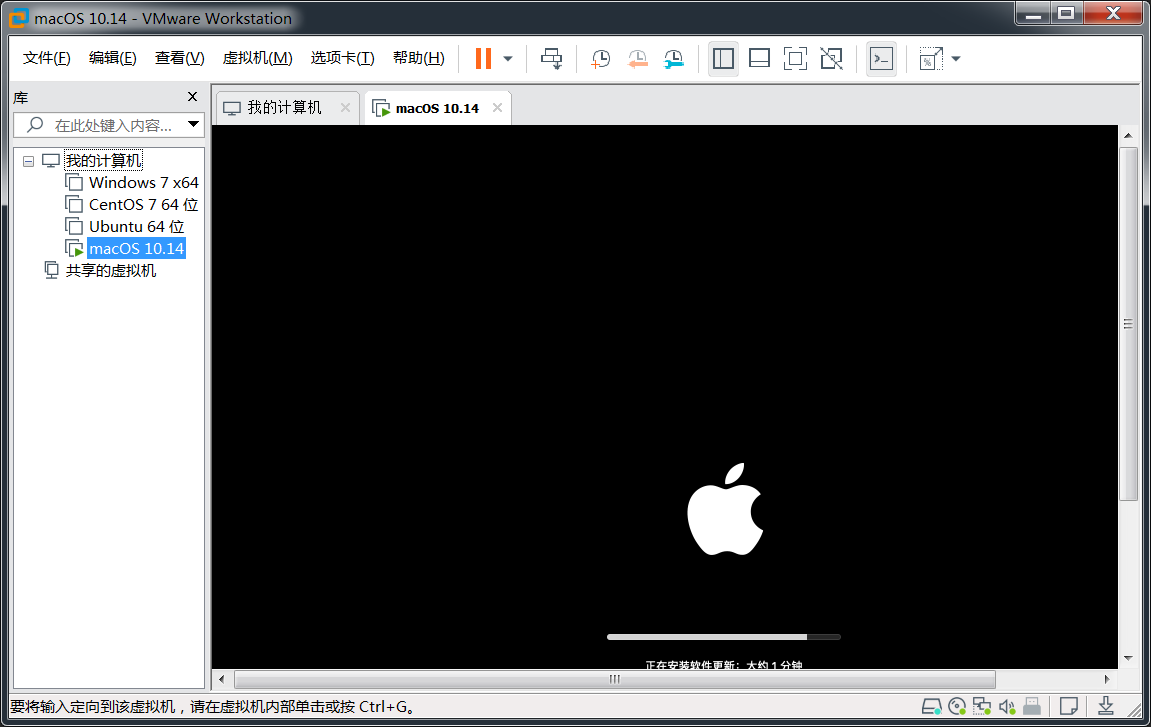 macOS 10.14 - VMware Workstation
文件(F) 编辑(E) 查看(V) 虚拟机(M) 选项卡(T) 帮助(H)
库
在此处键入内容...
我的计算机
Windows 7 x64
CentOS 7 64 位
Ubuntu 64 位
macOS 10.14
共享的虚拟机
我的计算机 macOS 10.14
正在安装软件更新：大约 1 分钟
要将输入定向到该虚拟机，请在虚拟机内部单击或按 Ctrl+G。